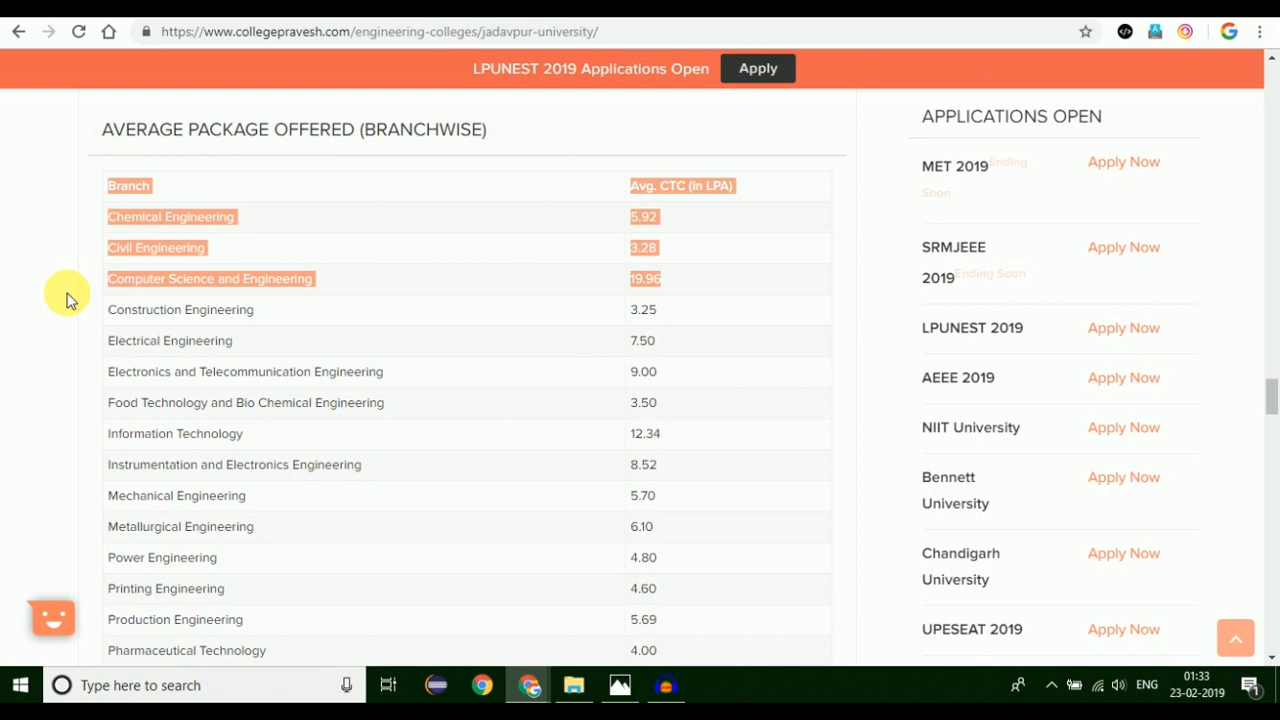 https://www.collegepravesh.com/engineering-colleges/jadavpur-university/
LPUNEST 2019 Applications Open Apply
AVERAGE PACKAGE OFFERED (BRANCHWISE)
Branch Avg. CTC (in LPA)
Chemical Engineering 5.92
Civil Engineering 3.28
Computer Science and Engineering 19.96
Construction Engineering 3.25
Electrical Engineering 7.50
Electronics and Telecommunication Engineering 9.00
Food Technology and Bio Chemical Engineering 3.50
Information Technology 12.34
Instrumentation and Electronics Engineering 8.52
Mechanical Engineering 5.70
Metallurgical Engineering 6.10
Power Engineering 4.80
Printing Engineering 4.60
Production Engineering 5.69
Pharmaceutical Technology 4.00
APPLICATIONS OPEN
MET 2019 Ending Apply Now
Soon
SRMJEEE Apply Now
2019 Ending Soon
LPUNEST 2019 Apply Now
AEEE 2019 Apply Now
NIIT University Apply Now
Bennett Apply Now
University
Chandigarh Apply Now
University
UPESEAT 2019 Apply Now
Type here to search
ENG
01:33
23-02-2019
1